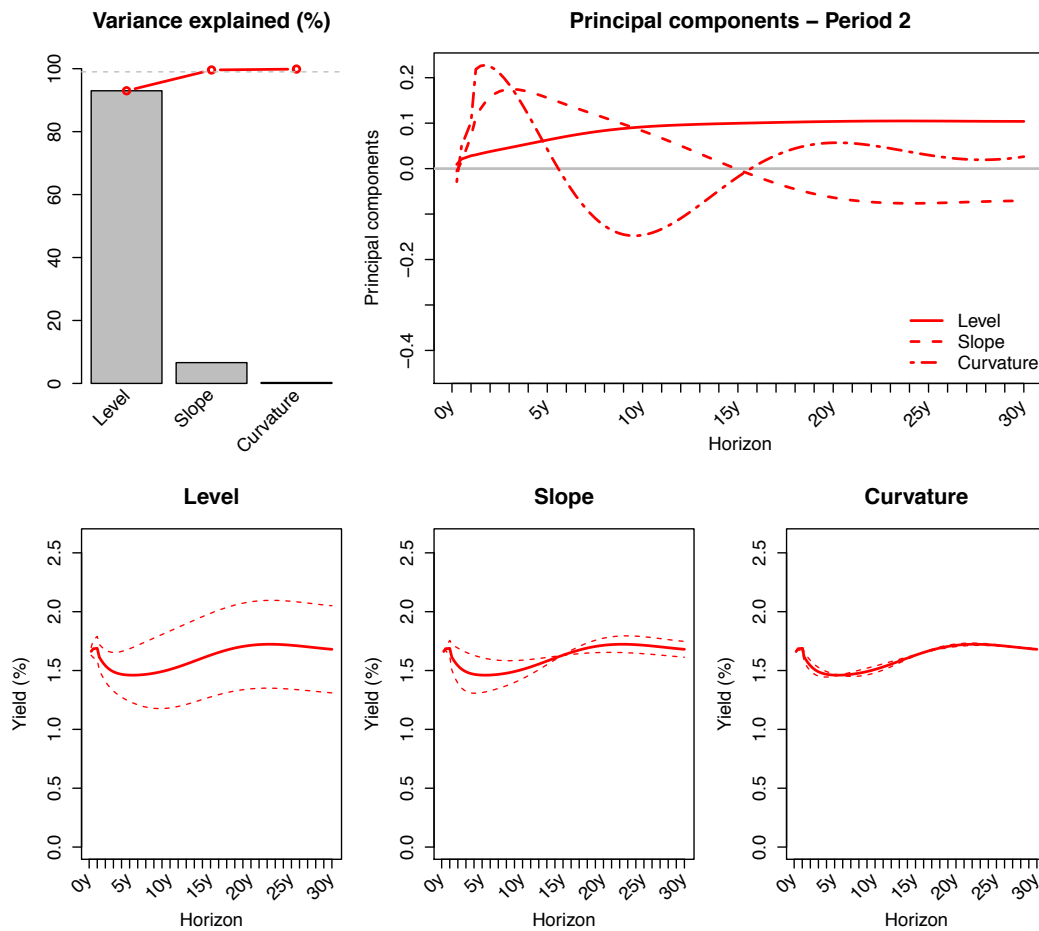 Variance explained (%)
0 20 40 60 80 100
Level Slope Curvature
Principal components – Period 2
Principal components
−0.4 −0.2 0.0 0.1 0.2
Level
Slope
Curvature
0y 5y 10y 15y 20y 25y 30y
Horizon
Level
Yield (%)
0.0 0.5 1.0 1.5 2.0 2.5
0y 5y 10y 15y 20y 25y 30y
Horizon
Slope
Yield (%)
0.0 0.5 1.0 1.5 2.0 2.5
0y 5y 10y 15y 20y 25y 30y
Horizon
Curvature
Yield (%)
0.0 0.5 1.0 1.5 2.0 2.5
0y 5y 10y 15y 20y 25y 30y
Horizon